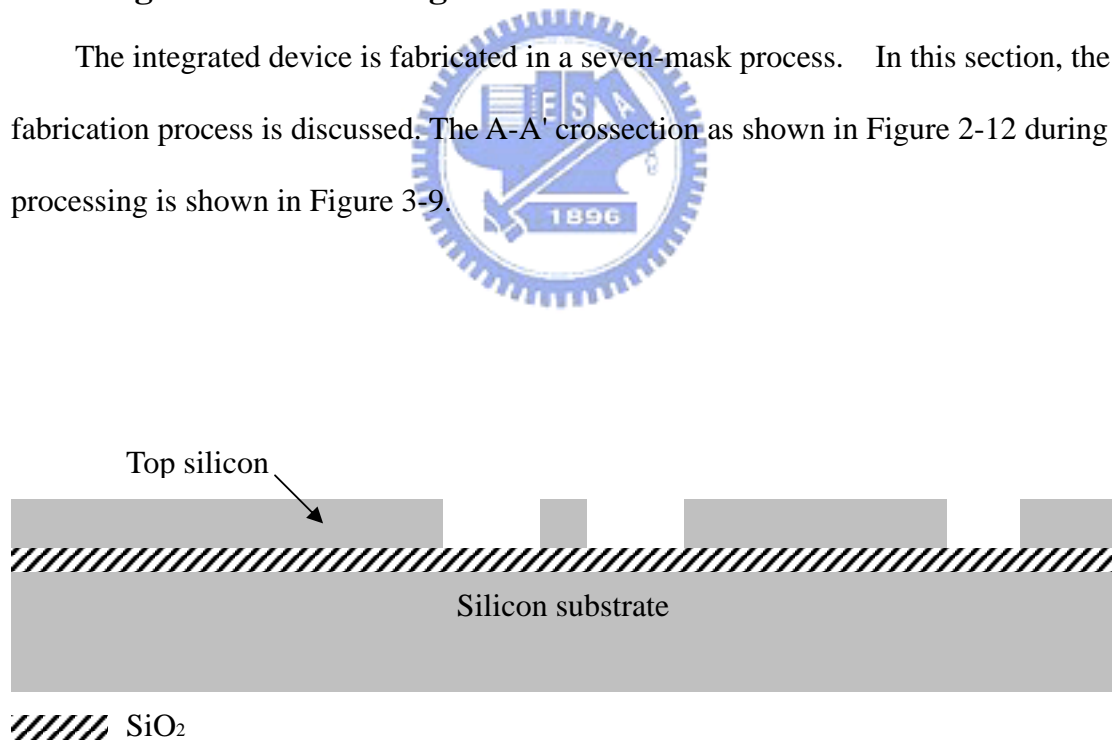 The integrated device is fabricated in a seven-mask process. In this section, the
fabrication process is discussed. The A-A' crossection as shown in Figure 2-12 during
processing is shown in Figure 3-9.
E S A
1896
Top silicon
Silicon substrate
SiO₂